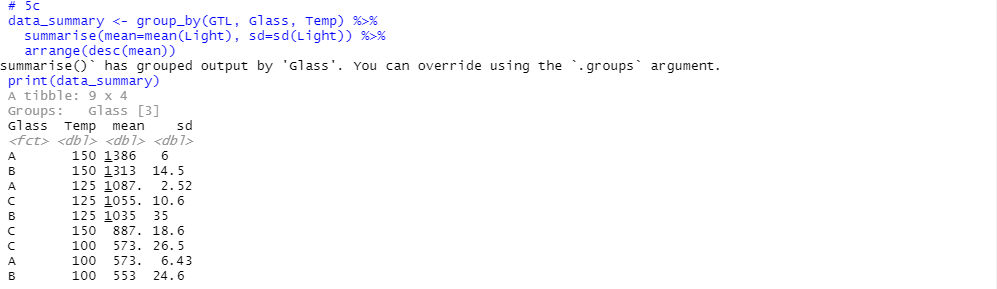 # 5c
data_summary <- group_by(GTL, Glass, Temp) %>%
summarise(mean=mean(Light), sd=sd(Light)) %>%
arrange(desc(mean))
summarise()` has grouped output by 'Glass'. You can override using the `.groups` argument.
print(data_summary)
A tibble: 9 x 4
Groups: Glass [3]
Glass Temp mean sd
<fct> <dbl> <dbl> <dbl>
A 150 1386 6
B 150 1313 14.5
A 125 1087. 2.52
C 125 1055. 10.6
B 125 1035 35
C 150 887. 18.6
C 100 573. 26.5
A 100 573. 6.43
B 100 553 24.6